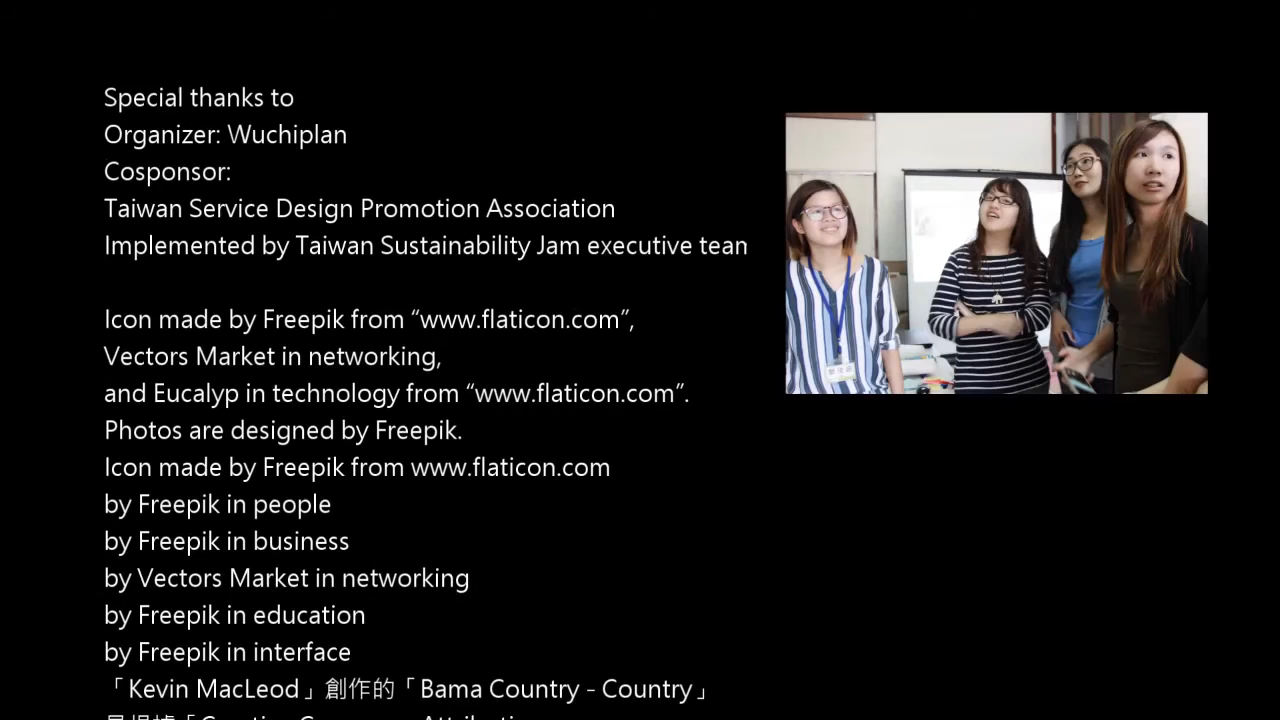 Special thanks to
Organizer: Wuchiplan
Cosponsor:
Taiwan Service Design Promotion Association
Implemented by Taiwan Sustainability Jam executive team
Icon made by Freepik from “www.flaticon.com”,
Vectors Market in networking,
and Eucalyp in technology from “www.flaticon.com”.
Photos are designed by Freepik.
Icon made by Freepik from www.flaticon.com
by Freepik in people
by Freepik in business
by Vectors Market in networking
by Freepik in education
by Freepik in interface
「Kevin MacLeod」創作的「Bama Country - Country」